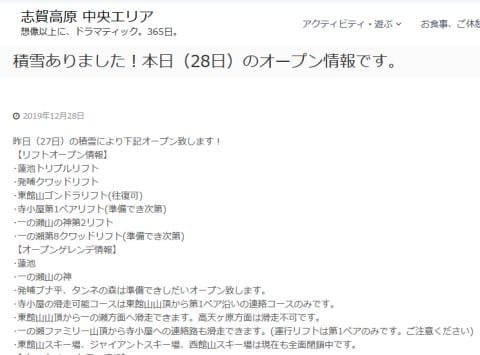 志賀高原 中央エリア
想像以上に、ドラマティック。365日。
アクティビティ・遊ぶ
お食事、ご休憩
積雪ありました！本日（28日）のオープン情報です。
2019年12月28日
昨日（27日）の積雪により下記オープン致します！
【リフトオープン情報】
･蓮池トリプルリフト
･発哺クワッドリフト
･東館山ゴンドラリフト(往復可)
･寺小屋第1ペアリフト(準備でき次第)
･一の瀬山の神第2リフト
･一の瀬第8クワッドリフト(準備でき次第)
【オープンゲレンデ情報】
･蓮池
･一の瀬山の神
･発哺ブナ平、タンネの森は準備できしだいオープン致します。
･寺小屋の滑走可能コースは東館山山頂から第1ペア沿いの連絡コースのみです。
･東館山山頂から一の瀬方面へ滑走できます。高天ヶ原方面は滑走不可です。
･一の瀬ファミリー山頂から寺小屋への連絡路も滑走できます。(運行リフトは第1ペアのみです。ご注意ください)
･東館山スキー場、ジャイアントスキー場、西館山スキー場は現在も全面閉鎖中です。